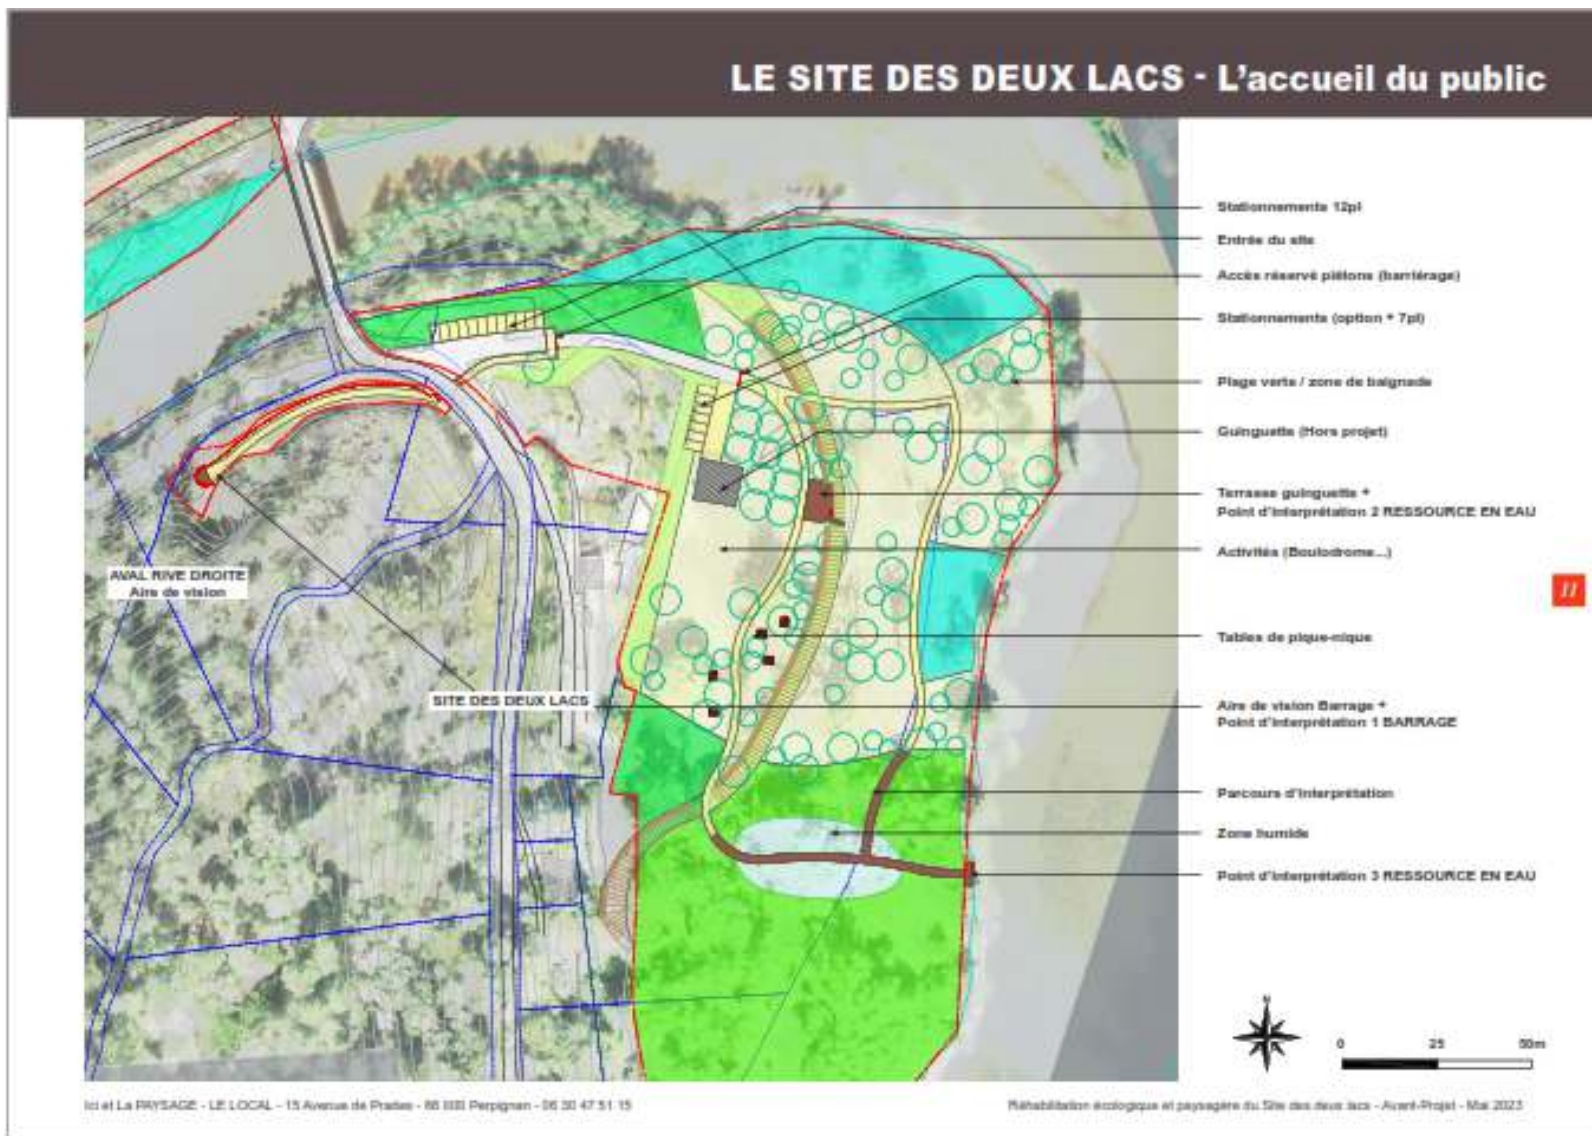 LE SITE DES DEUX LACS - L'accueil du public
Stationnements 12pl
Entrée du site
Accès réservé piétons (barriérage)
Stationnements (option + 7pl)
Plage verte / zone de baignade
Guinguette (Hors projet)
Terrasse guinguette +
Point d'interprétation 2 RESSOURCE EN EAU
Activités (Boulodrome...)
AVAL RIVE DROITE
Aire de vision
11
Tables de pique-nique
SITE DES DEUX LACS
Aire de vision Barrage +
Point d'interprétation 1 BARRAGE
Parcours d'interprétation
Zone humide
Point d'interprétation 3 RESSOURCE EN EAU
N
0 25 50m
Ici et La PAYSAGE - LE LOCAL - 15 Avenue de Prades - 66 000 Perpignan - 06 30 47 51 15
Réhabilitation écologique et paysagère du Site des deux lacs - Avant-Projet - Mai 2023